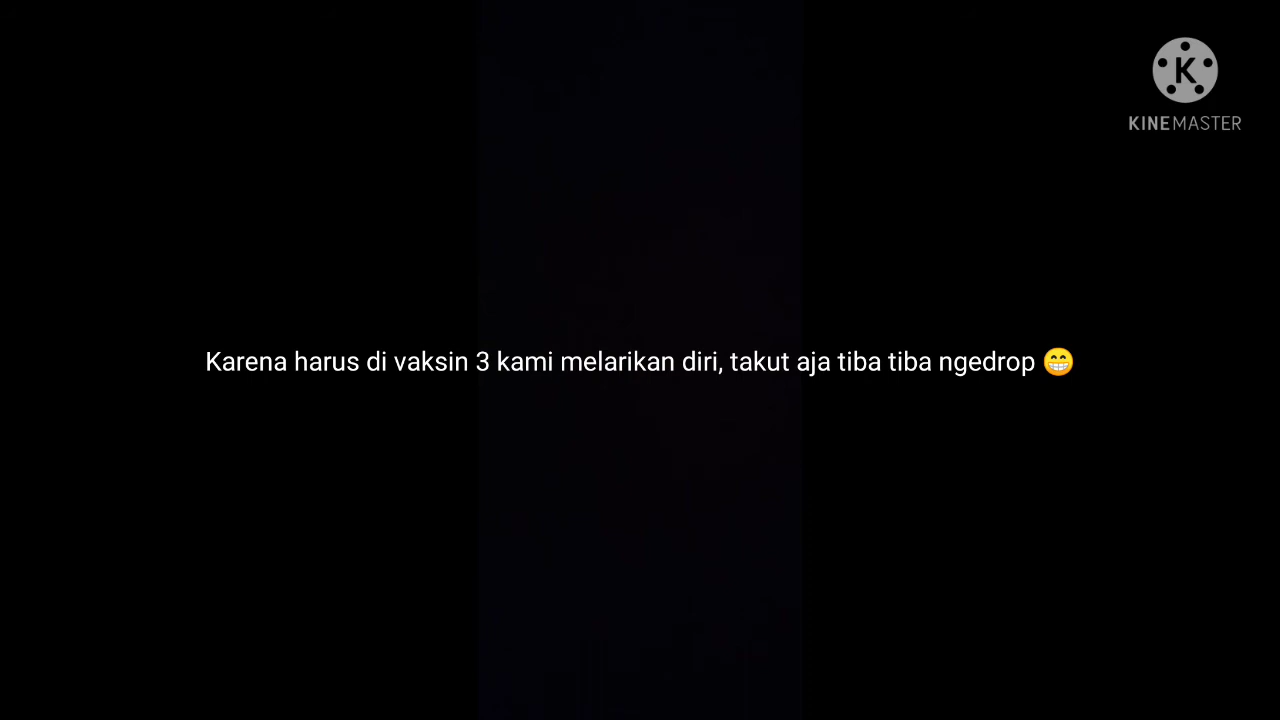 K
KINEMASTER
Karena harus di vaksin 3 kami melarikan diri, takut aja tiba tiba ngedrop 😁